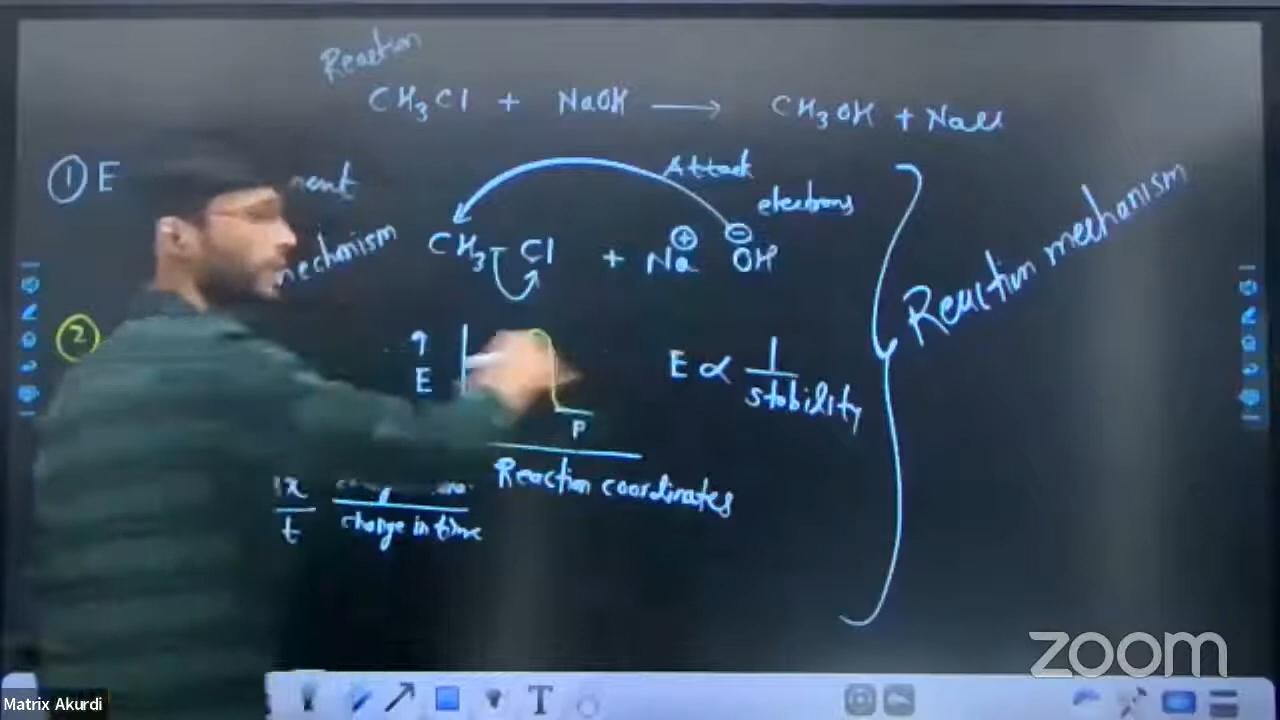 Reaction
CH₃Cl + NaOH ⟶ CH₃OH + NaCl
① E
Attack
electrons
mechanism
CH₃ Cl + Na⊕ ⊖OH
Reaction mechanism
②
↑
E
P
E ∝ 1/stability
Reaction coordinates
t
change in time
zoom
T
Matrix Akurdi